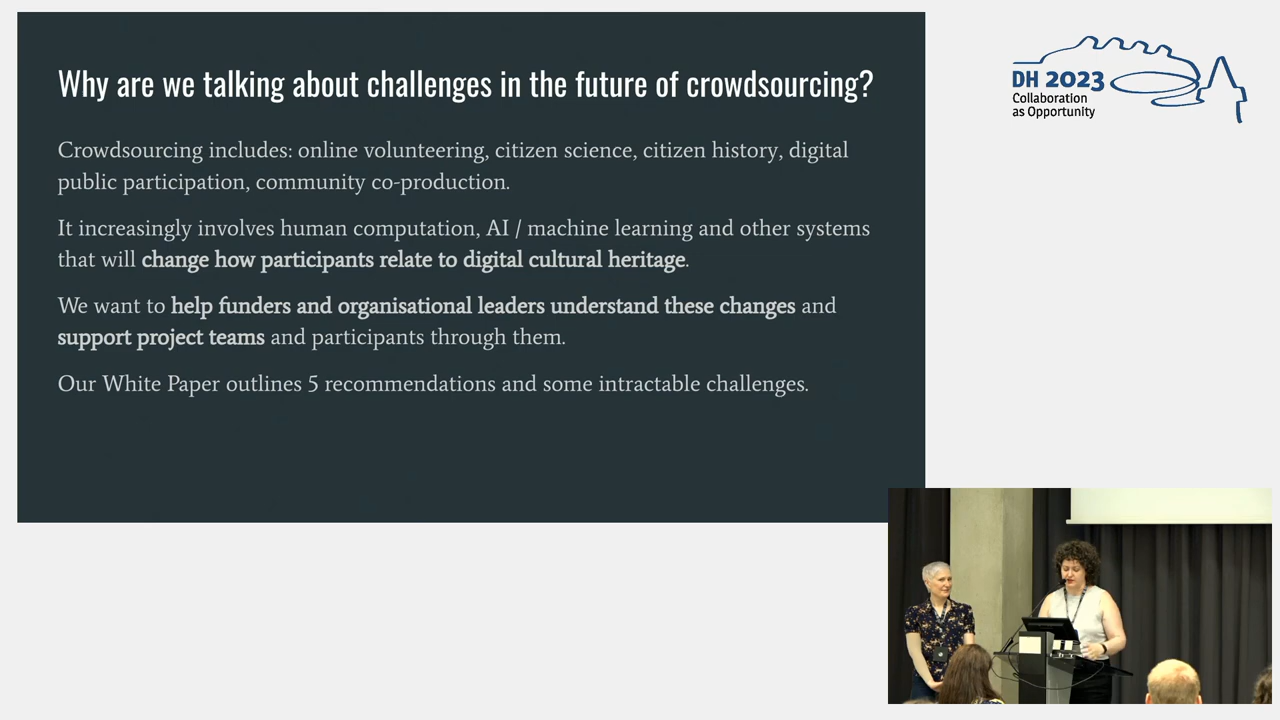 Why are we talking about challenges in the future of crowdsourcing?
Crowdsourcing includes: online volunteering, citizen science, citizen history, digital
public participation, community co-production.
It increasingly involves human computation, AI / machine learning and other systems
that will change how participants relate to digital cultural heritage.
We want to help funders and organisational leaders understand these changes and
support project teams and participants through them.
Our White Paper outlines 5 recommendations and some intractable challenges.
DH 2023
Collaboration
as Opportunity